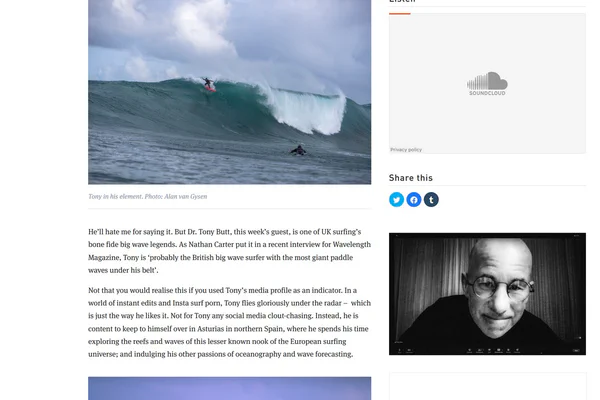 Listen
SOUNDCLOUD
Privacy policy
Tony in his element. Photo: Alan van Gysen
Share this
He'll hate me for saying it. But Dr. Tony Butt, this week's guest, is one of UK surfing's
bone fide big wave legends. As Nathan Carter put it in a recent interview for Wavelength
Magazine, Tony is 'probably the British big wave surfer with the most giant paddle
waves under his belt'.
Not that you would realise this if you used Tony's media profile as an indicator. In a
world of instant edits and Insta surf porn, Tony flies gloriously under the radar – which
is just the way he likes it. Not for Tony any social media clout-chasing. Instead, he is
content to keep to himself over in Asturias in northern Spain, where he spends his time
exploring the reefs and waves of this lesser known nook of the European surfing
universe; and indulging his other passions of oceanography and wave forecasting.